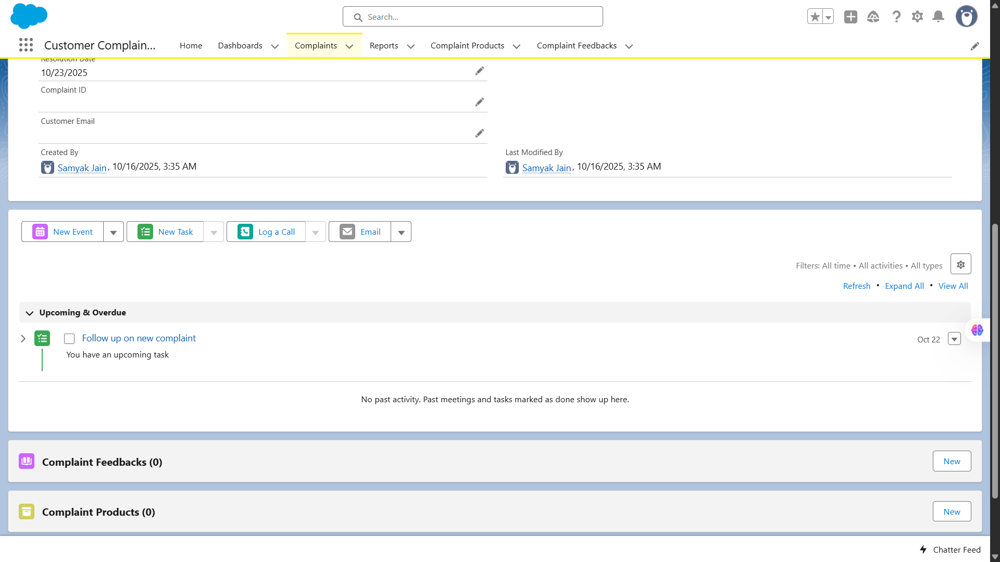 Search...
Customer Complain...
Home
Dashboards
Complaints
Reports
Complaint Products
Complaint Feedbacks
Resolution Date
10/23/2025
Complaint ID
Customer Email
Created By
Samyak Jain, 10/16/2025, 3:35 AM
Last Modified By
Samyak Jain, 10/16/2025, 3:35 AM
New Event
New Task
Log a Call
Email
Filters: All time • All activities • All types
Refresh • Expand All • View All
Upcoming & Overdue
Follow up on new complaint
Oct 22
You have an upcoming task
No past activity. Past meetings and tasks marked as done show up here.
Complaint Feedbacks (0)
New
Complaint Products (0)
New
Chatter Feed